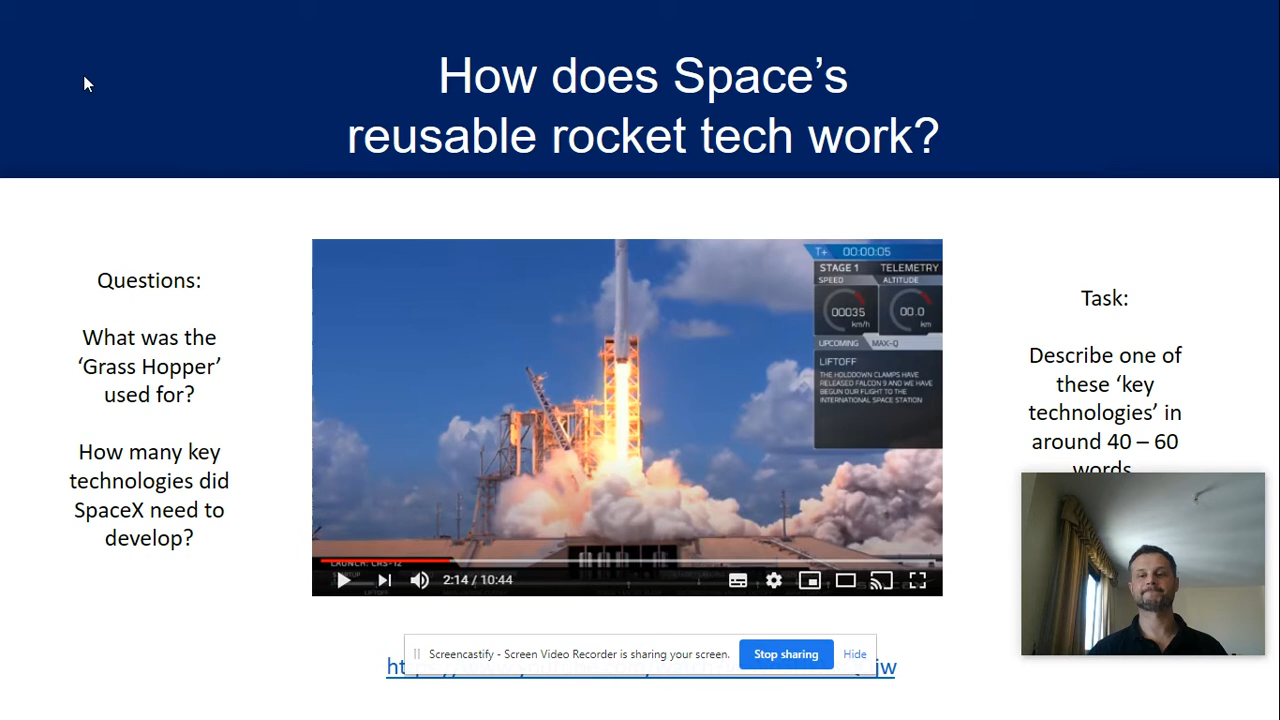 How does Space’s
reusable rocket tech work?
Questions:
What was the
‘Grass Hopper’
used for?
How many key
technologies did
SpaceX need to
develop?
T+ 00:00:05
STAGE 1 TELEMETRY
SPEED ALTITUDE
00035 00.0
km/h km
UPCOMING MAX-Q
LIFTOFF
THE HOLDDOWN CLAMPS HAVE
RELEASED FALCON 9 AND WE HAVE
BEGUN OUR FLIGHT TO THE
INTERNATIONAL SPACE STATION
LAUNCH: CRS-12
2:14 / 10:44
Task:
Describe one of
these ‘key
technologies’ in
around 40 – 60
words
Screencastify - Screen Video Recorder is sharing your screen.
Stop sharing
Hide